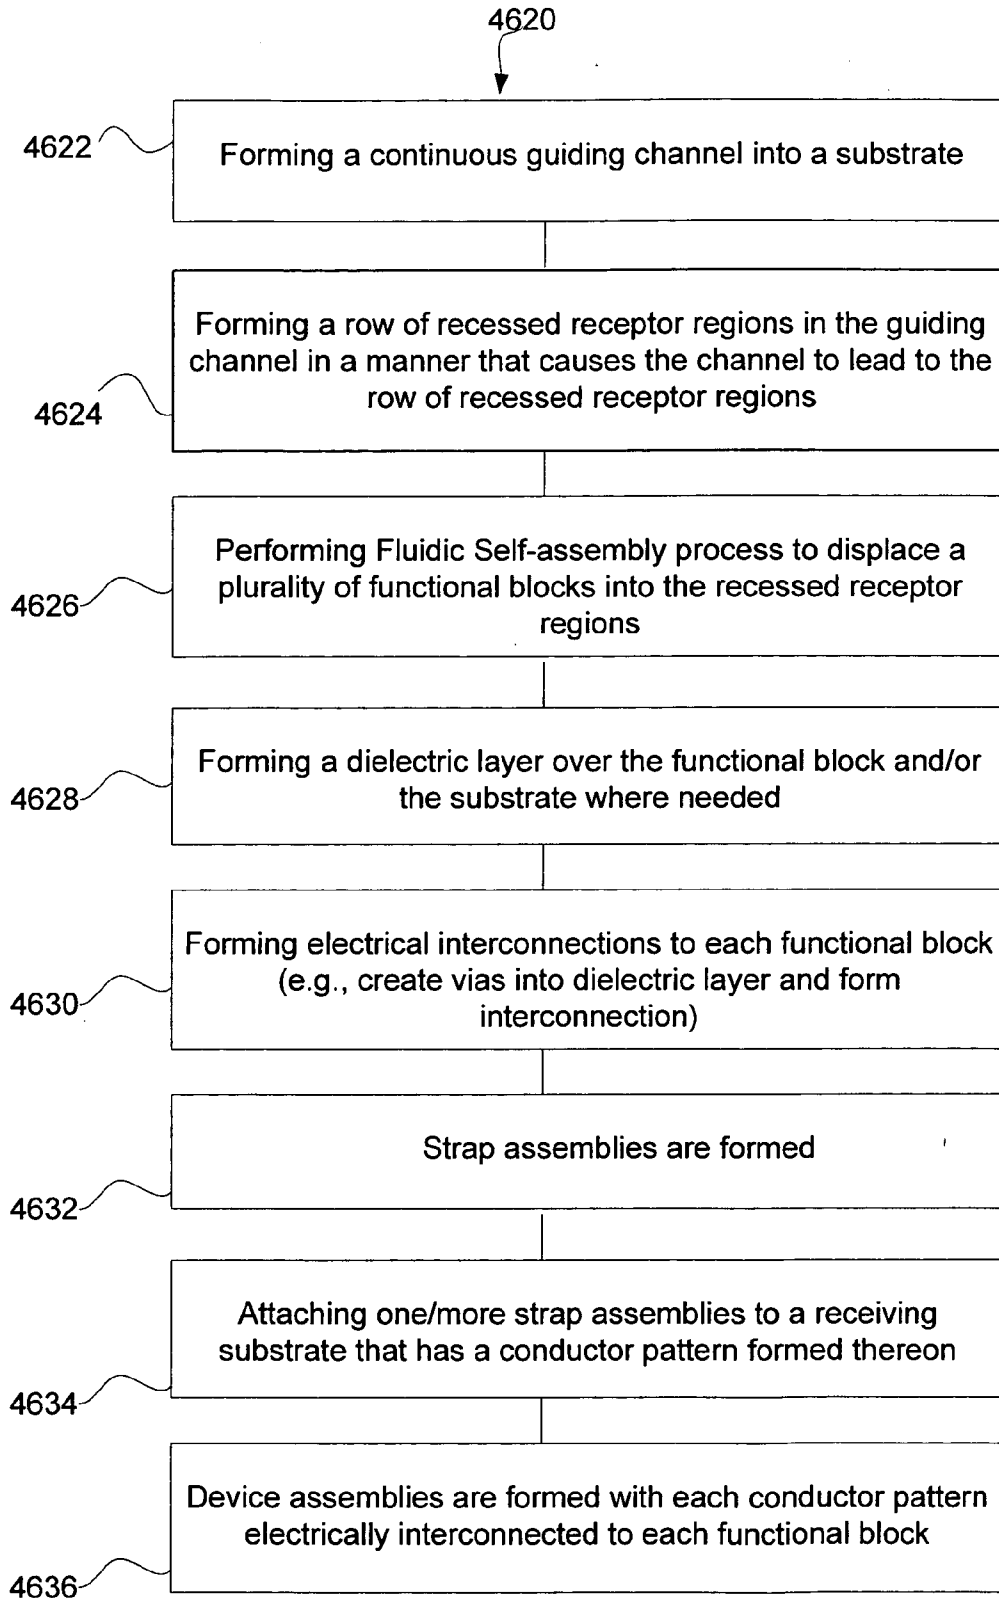 4620
4622
Forming a continuous guiding channel into a substrate
Forming a row of recessed receptor regions in the guiding
channel in a manner that causes the channel to lead to the
row of recessed receptor regions
4624
Performing Fluidic Self-assembly process to displace a
plurality of functional blocks into the recessed receptor
regions
4626
Forming a dielectric layer over the functional block and/or
the substrate where needed
4628
Forming electrical interconnections to each functional block
(e.g., create vias into dielectric layer and form
interconnection)
4630
Strap assemblies are formed
4632
Attaching one/more strap assemblies to a receiving
substrate that has a conductor pattern formed thereon
4634
Device assemblies are formed with each conductor pattern
electrically interconnected to each functional block
4636